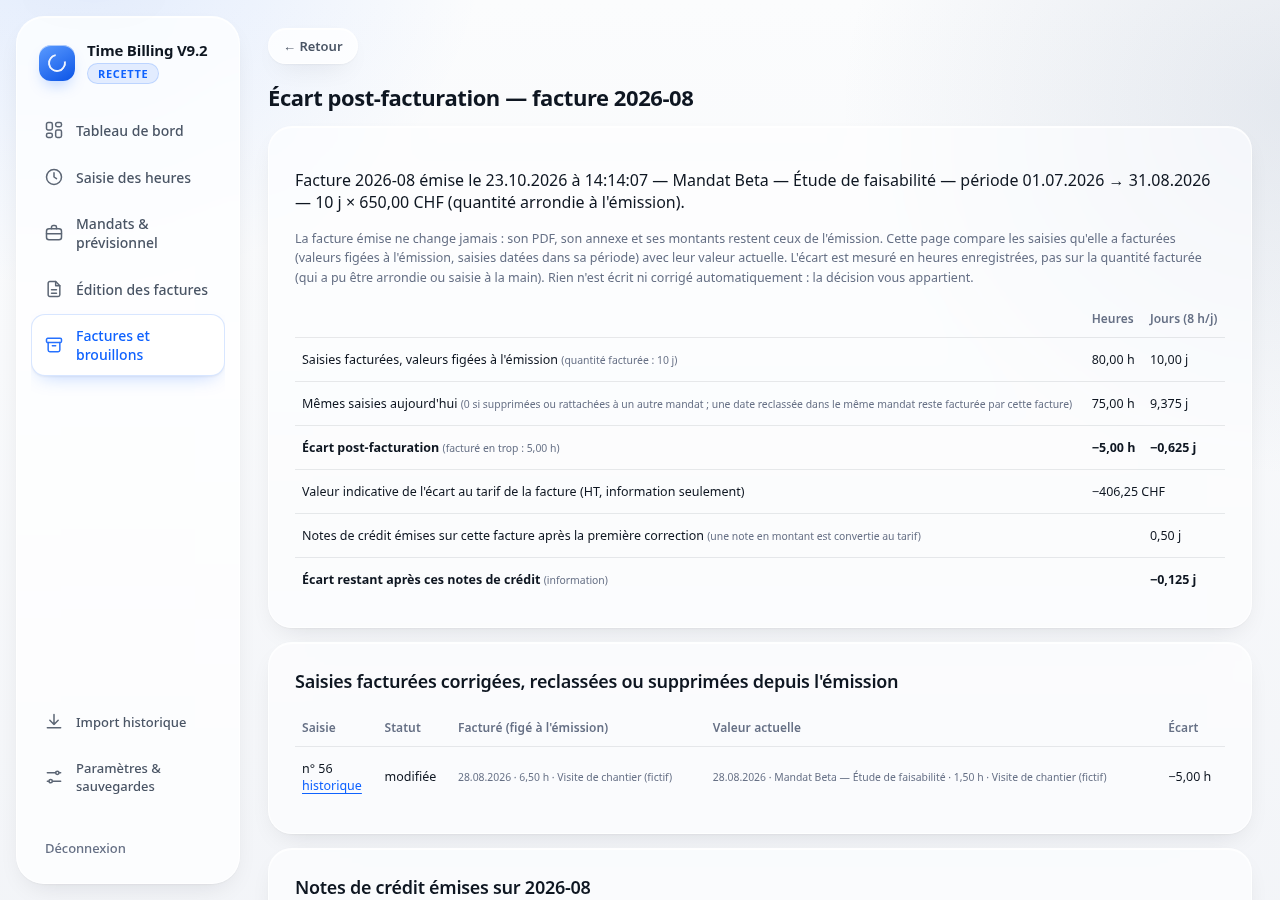 Time Billing V9.2
RECETTE
Tableau de bord
Saisie des heures
Mandats &
prévisionnel
Édition des factures
Factures et
brouillons
Import historique
Paramètres &
sauvegardes
Déconnexion
← Retour
Écart post-facturation — facture 2026-08
Facture 2026-08 émise le 23.10.2026 à 14:14:07 — Mandat Beta — Étude de faisabilité — période 01.07.2026 → 31.08.2026
— 10 j × 650,00 CHF (quantité arrondie à l'émission).
La facture émise ne change jamais : son PDF, son annexe et ses montants restent ceux de l'émission. Cette page compare les saisies qu'elle a facturées
(valeurs figées à l'émission, saisies datées dans sa période) avec leur valeur actuelle. L'écart est mesuré en heures enregistrées, pas sur la quantité facturée
(qui a pu être arrondie ou saisie à la main). Rien n'est écrit ni corrigé automatiquement : la décision vous appartient.
Heures Jours (8 h/j)
Saisies facturées, valeurs figées à l'émission (quantité facturée : 10 j) 80,00 h 10,00 j
Mêmes saisies aujourd'hui (0 si supprimées ou rattachées à un autre mandat ; une date reclassée dans le même mandat reste facturée par cette facture) 75,00 h 9,375 j
Écart post-facturation (facturé en trop : 5,00 h) −5,00 h −0,625 j
Valeur indicative de l'écart au tarif de la facture (HT, information seulement) −406,25 CHF
Notes de crédit émises sur cette facture après la première correction (une note en montant est convertie au tarif) 0,50 j
Écart restant après ces notes de crédit (information) −0,125 j
Saisies facturées corrigées, reclassées ou supprimées depuis l'émission
Saisie Statut Facturé (figé à l'émission) Valeur actuelle Écart
n° 56
historique modifiée 28.08.2026 · 6,50 h · Visite de chantier (fictif) 28.08.2026 · Mandat Beta — Étude de faisabilité · 1,50 h · Visite de chantier (fictif) −5,00 h
Notes de crédit émises sur 2026-08